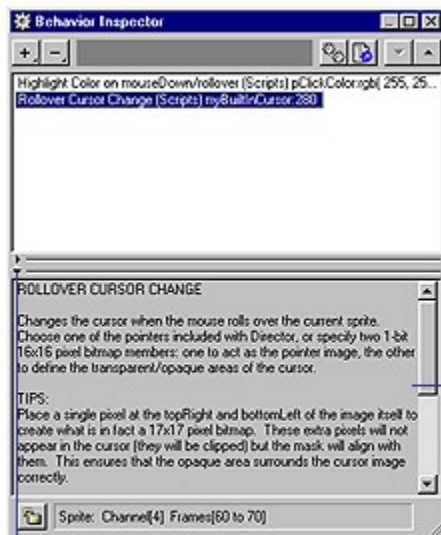 Behavior Inspector
Highlight Color on mouseDown/rollover (Scripts) pClickColor:rgb( 255, 25...
Rollover Cursor Change (Scripts) myBuiltInCursor:280
ROLLOVER CURSOR CHANGE
Changes the cursor when the mouse rolls over the current sprite.
Choose one of the pointers included with Director, or specify two 1-bit
16x16 pixel bitmap members: one to act as the pointer image, the other
to define the transparent/opaque areas of the cursor.
TIPS:
Place a single pixel at the topRight and bottomLeft of the image itself to
create what is in fact a 17x17 pixel bitmap. These extra pixels will not
appear in the cursor (they will be clipped) but the mask will align with
them. This ensures that the opaque area surrounds the cursor image
correctly.
Sprite: Channel[4] Frames[60 to 70]